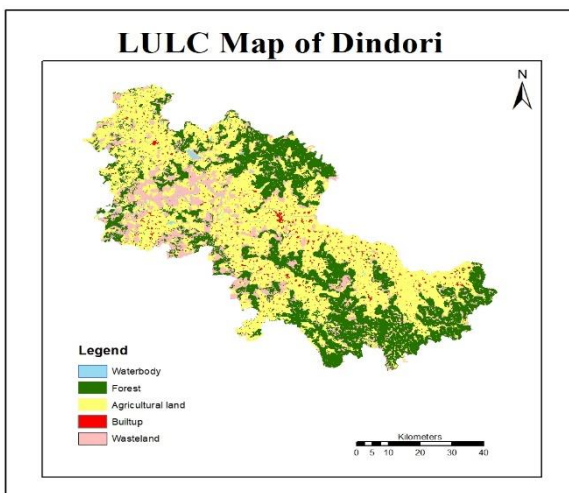 LULC Map of Dindori
N
Legend
Waterbody
Forest
Agricultural land
Builtup
Wasteland
Kilometers
0 5 10 20 30 40